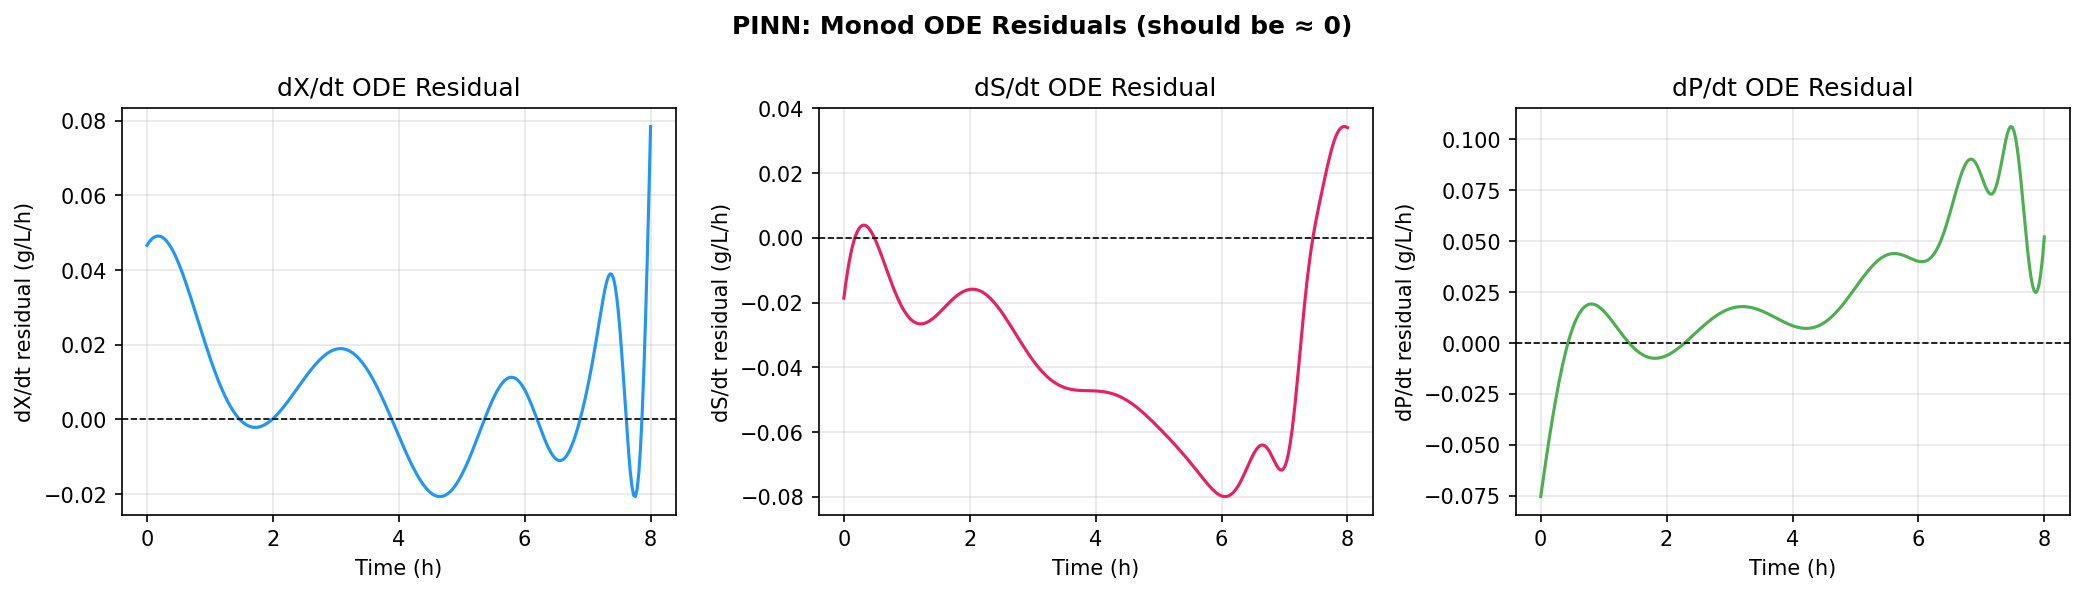 PINN: Monod ODE Residuals (should be ≈ 0)
dX/dt ODE Residual
dX/dt residual (g/L/h)
0.08
0.06
0.04
0.02
0.00
−0.02
0 2 4 6 8
Time (h)
dS/dt ODE Residual
dS/dt residual (g/L/h)
0.04
0.02
0.00
−0.02
−0.04
−0.06
−0.08
0 2 4 6 8
Time (h)
dP/dt ODE Residual
dP/dt residual (g/L/h)
0.100
0.075
0.050
0.025
0.000
−0.025
−0.050
−0.075
0 2 4 6 8
Time (h)